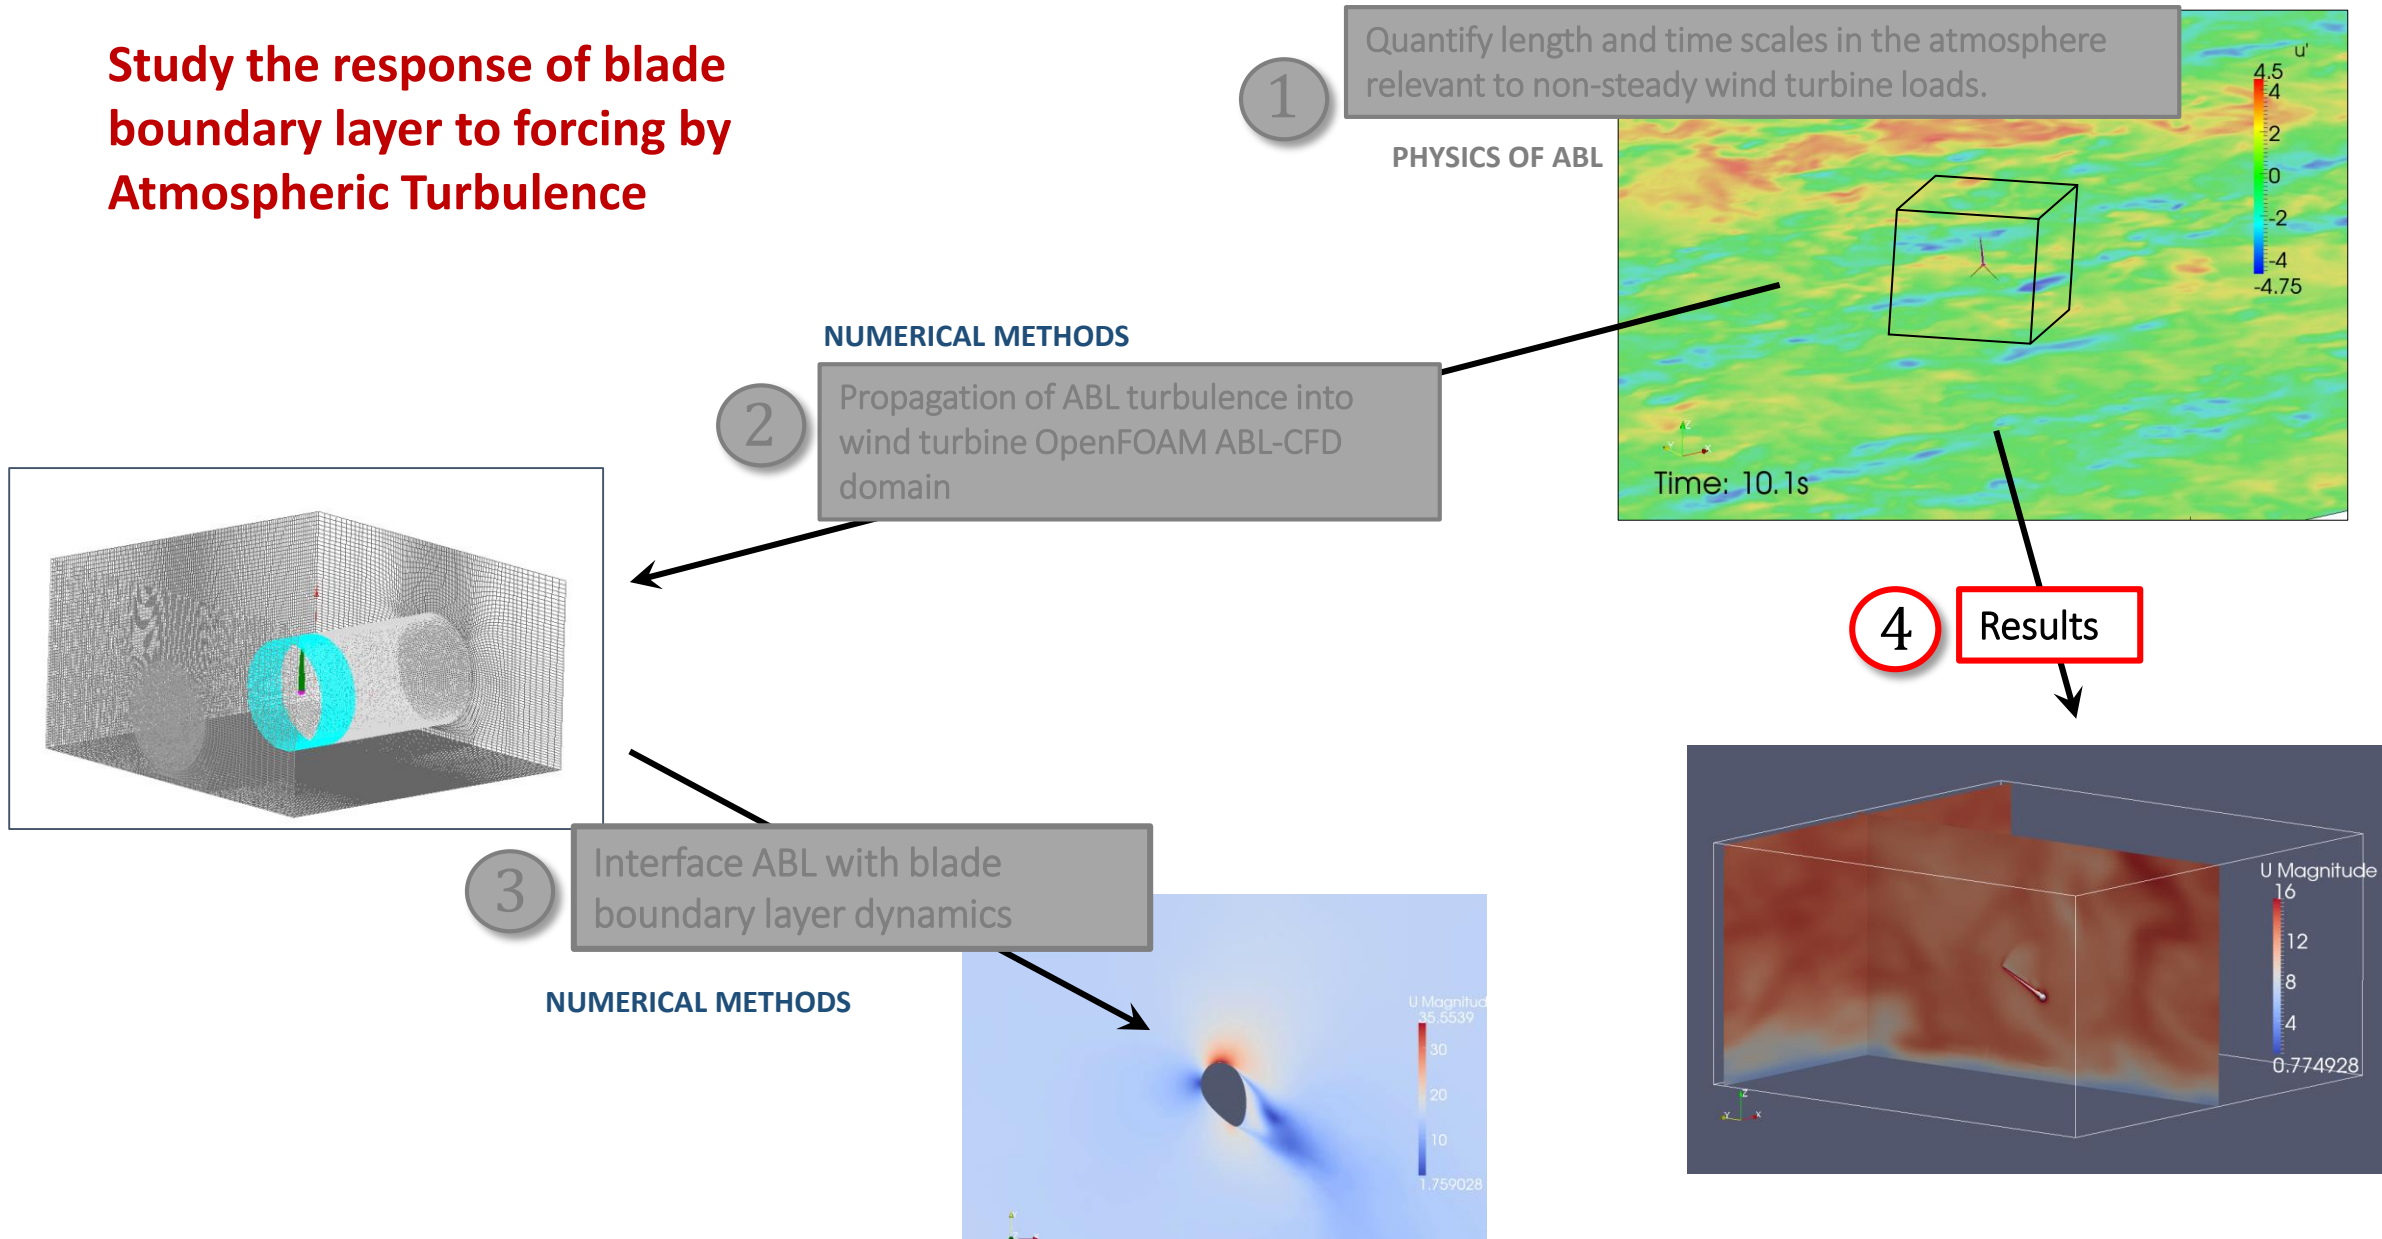 Study the response of blade
boundary layer to forcing by
Atmospheric Turbulence
1
Quantify length and time scales in the atmosphere
relevant to non-steady wind turbine loads.
PHYSICS OF ABL
u'
4.5
4
2
0
-2
-4
-4.75
Z
Y
X
Time: 10.1s
NUMERICAL METHODS
2
Propagation of ABL turbulence into
wind turbine OpenFOAM ABL-CFD
domain
4
Results
3
Interface ABL with blade
boundary layer dynamics
NUMERICAL METHODS
U Magnitud
35.5539
30
20
10
1.759028
U Magnitude
16
12
8
4
0.774928
Z
Y
X